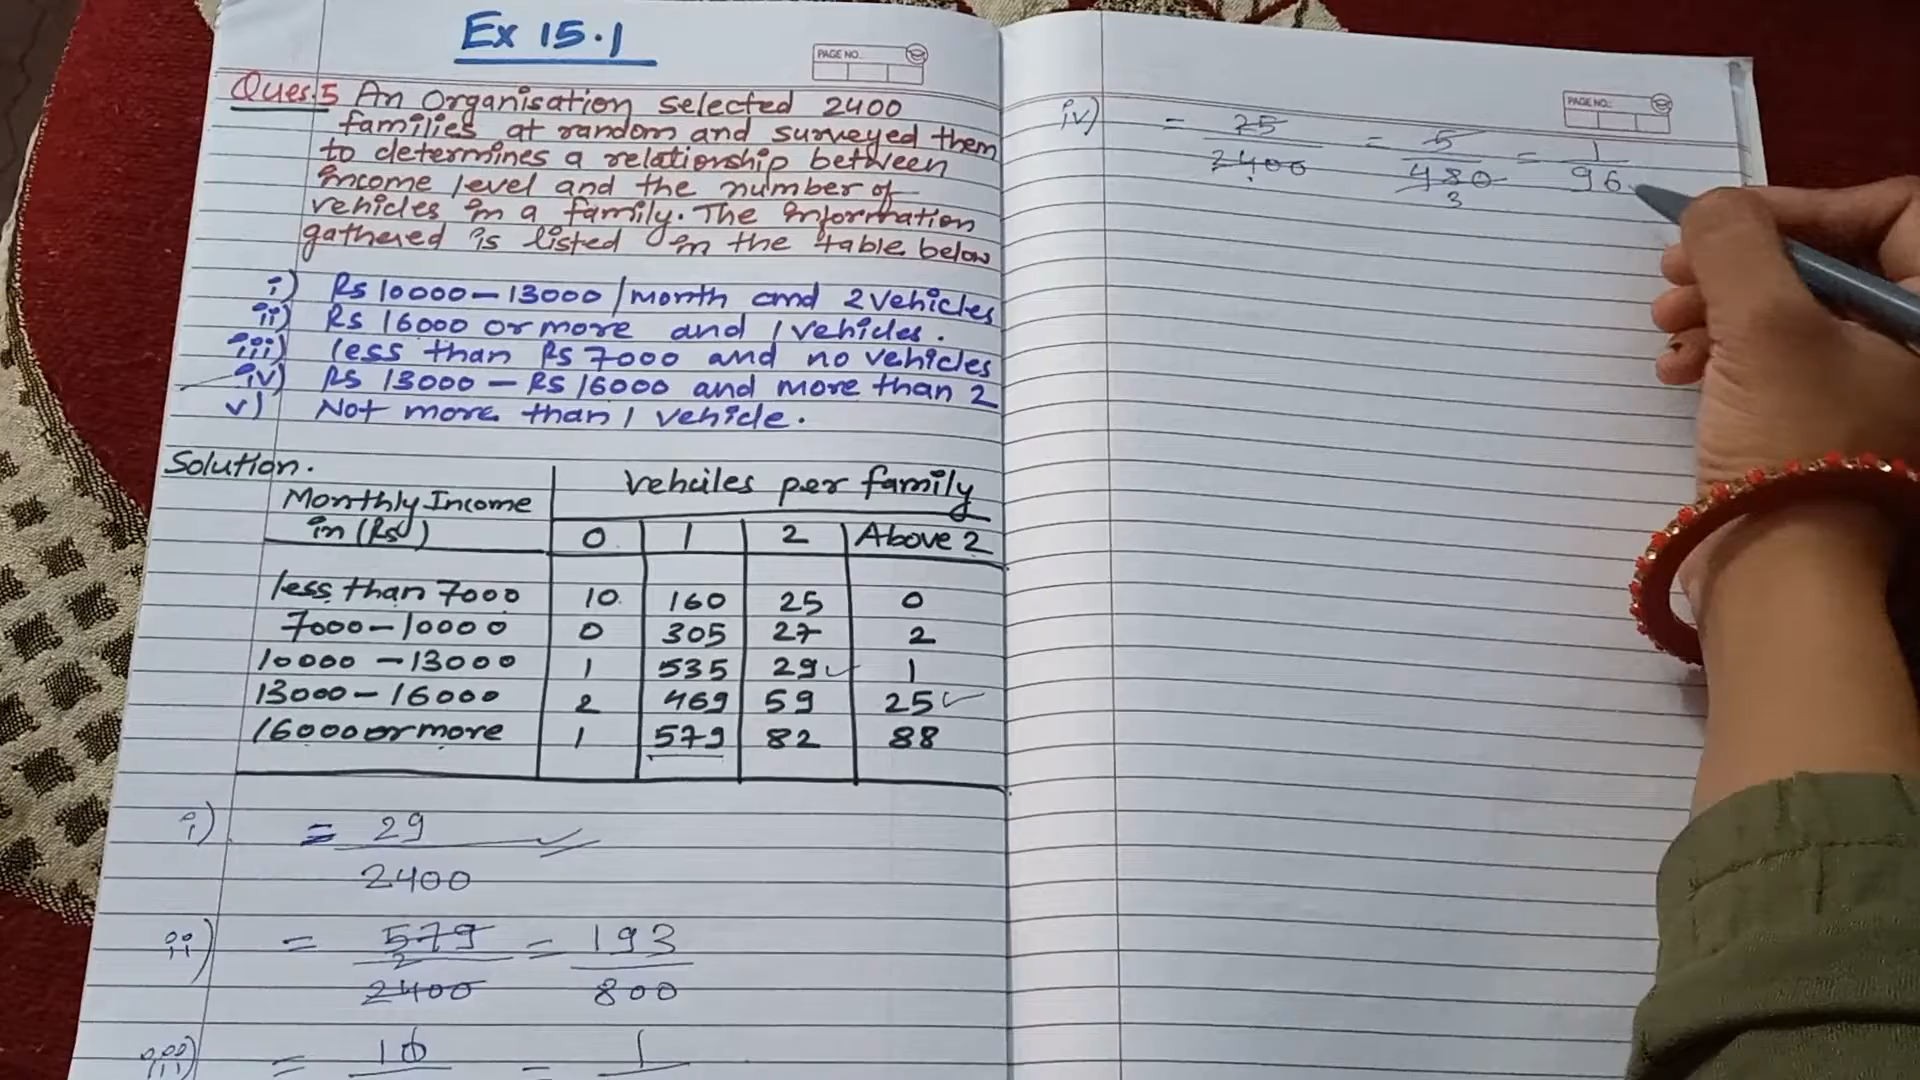 Ex 15.1
PAGE NO.
Ques.5 An Organisation selected 2400
families at random and surveyed them
to determines a relationship between
income level and the number of
vehicles in a family. The information
gathered is listed in the table below
i) Rs 10000-13000/month and 2 vehicles
ii) Rs 16000 or more and 1 vehicles.
iii) less than Rs 7000 and no vehicles
iv) Rs 13000 - Rs 16000 and more than 2
v) Not more than 1 vehicle.
Solution.
Monthly Income in (Rs) vehciles per family
0 1 2 Above 2
less than 7000 10 160 25 0
7000-10000 0 305 27 2
10000-13000 1 535 29 1
13000-16000 2 469 59 25
16000 or more 1 579 82 88
i) = 29/2400
ii) = 579/2400 = 193/800
iii) = 10 = 1
PAGE NO.:
iv) = 25/2400 = 5/480 = 1/96